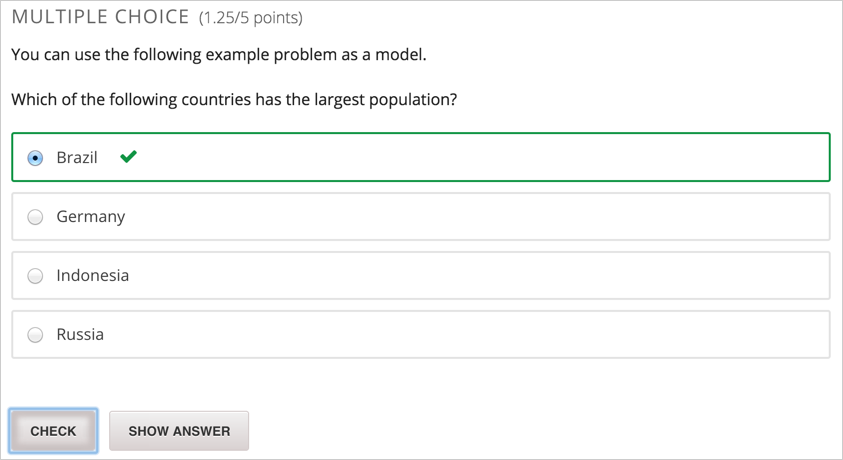 MULTIPLE CHOICE (1.25/5 points)
You can use the following example problem as a model.
Which of the following countries has the largest population?
Brazil
Germany
Indonesia
Russia
CHECK SHOW ANSWER